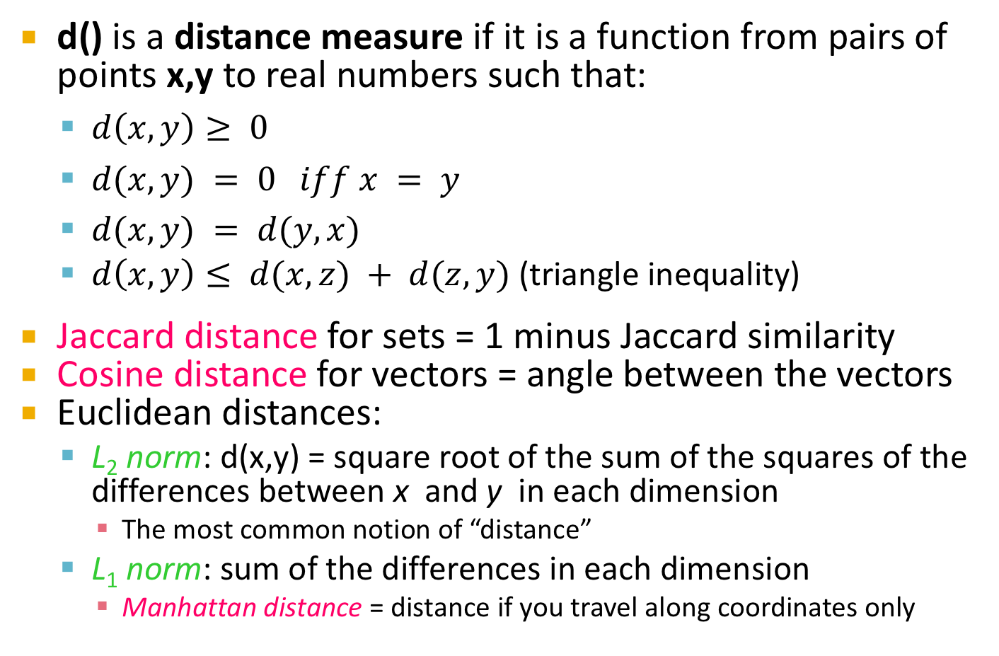 d() is a distance measure if it is a function from pairs of
points x,y to real numbers such that:
d(x,y) ≥ 0
d(x,y) = 0 iff x = y
d(x,y) = d(y,x)
d(x,y) ≤ d(x,z) + d(z,y) (triangle inequality)
Jaccard distance for sets = 1 minus Jaccard similarity
Cosine distance for vectors = angle between the vectors
Euclidean distances:
L₂ norm: d(x,y) = square root of the sum of the squares of the
differences between x and y in each dimension
The most common notion of “distance”
L₁ norm: sum of the differences in each dimension
Manhattan distance = distance if you travel along coordinates only